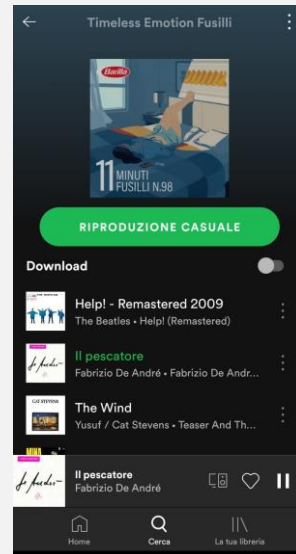 Timeless Emotion Fusilli
Barilla
11 MINUTI
FUSILLI N.98
RIPRODUZIONE CASUALE
Download
Help! - Remastered 2009
The Beatles • Help! (Remastered)
Il pescatore
Fabrizio De André • Fabrizio De Andr...
CAT STEVENS
The Wind
Yusuf / Cat Stevens • Teaser And Th...
MINA
Il pescatore
Fabrizio De André
Home
Cerca
La tua libreria